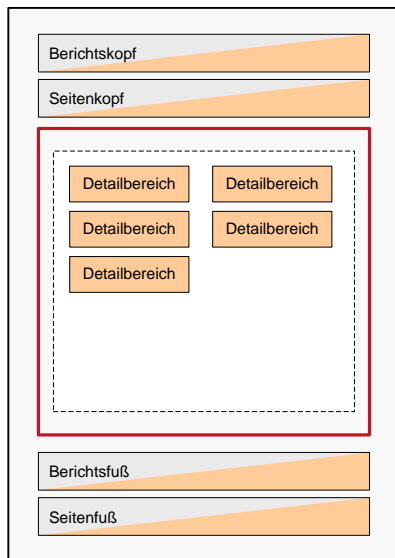 Berichtskopf
Seitenkopf
Detailbereich Detailbereich
Detailbereich Detailbereich
Detailbereich
Berichtsfuß
Seitenfuß